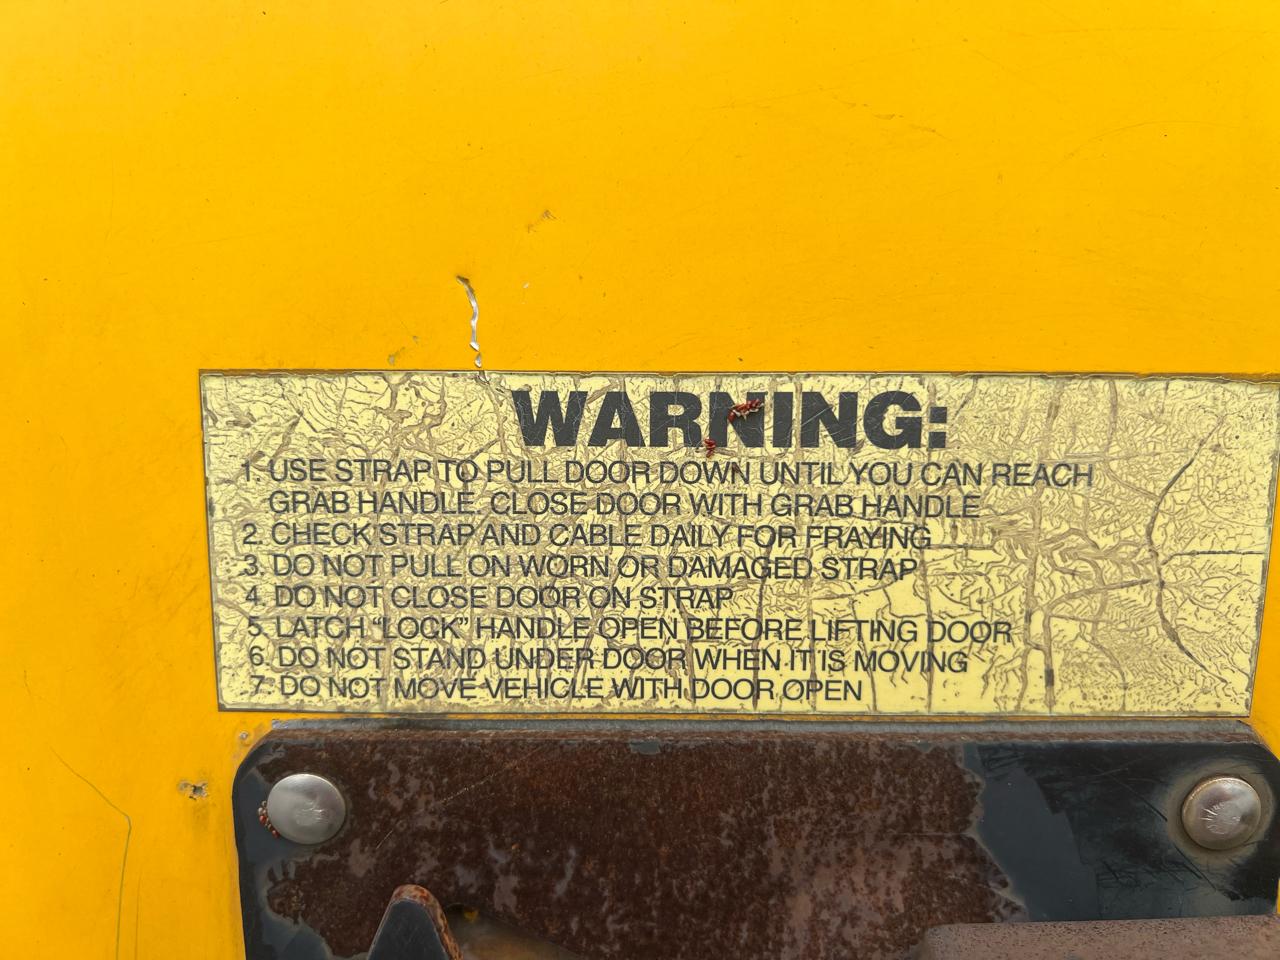 WARNING:
1. USE STRAP TO PULL DOOR DOWN UNTIL YOU CAN REACH
GRAB HANDLE. CLOSE DOOR WITH GRAB HANDLE
2. CHECK STRAP AND CABLE DAILY FOR FRAYING
3. DO NOT PULL ON WORN OR DAMAGED STRAP
4. DO NOT CLOSE DOOR ON STRAP
5. LATCH “LOCK” HANDLE OPEN BEFORE LIFTING DOOR
6. DO NOT STAND UNDER DOOR WHEN IT IS MOVING
7. DO NOT MOVE VEHICLE WITH DOOR OPEN